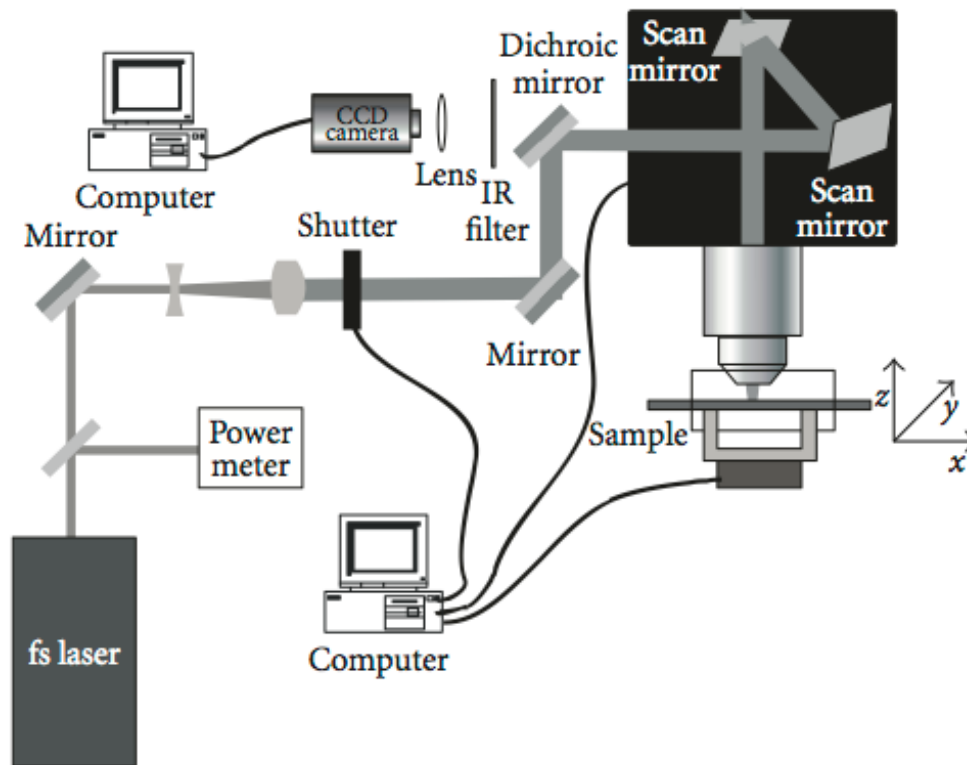 Scan
mirror
Dichroic
mirror
CCD
camera
Lens
IR
filter
Computer
Scan
mirror
Mirror
Shutter
Mirror
z
y
x
Sample
Power
meter
fs laser
Computer